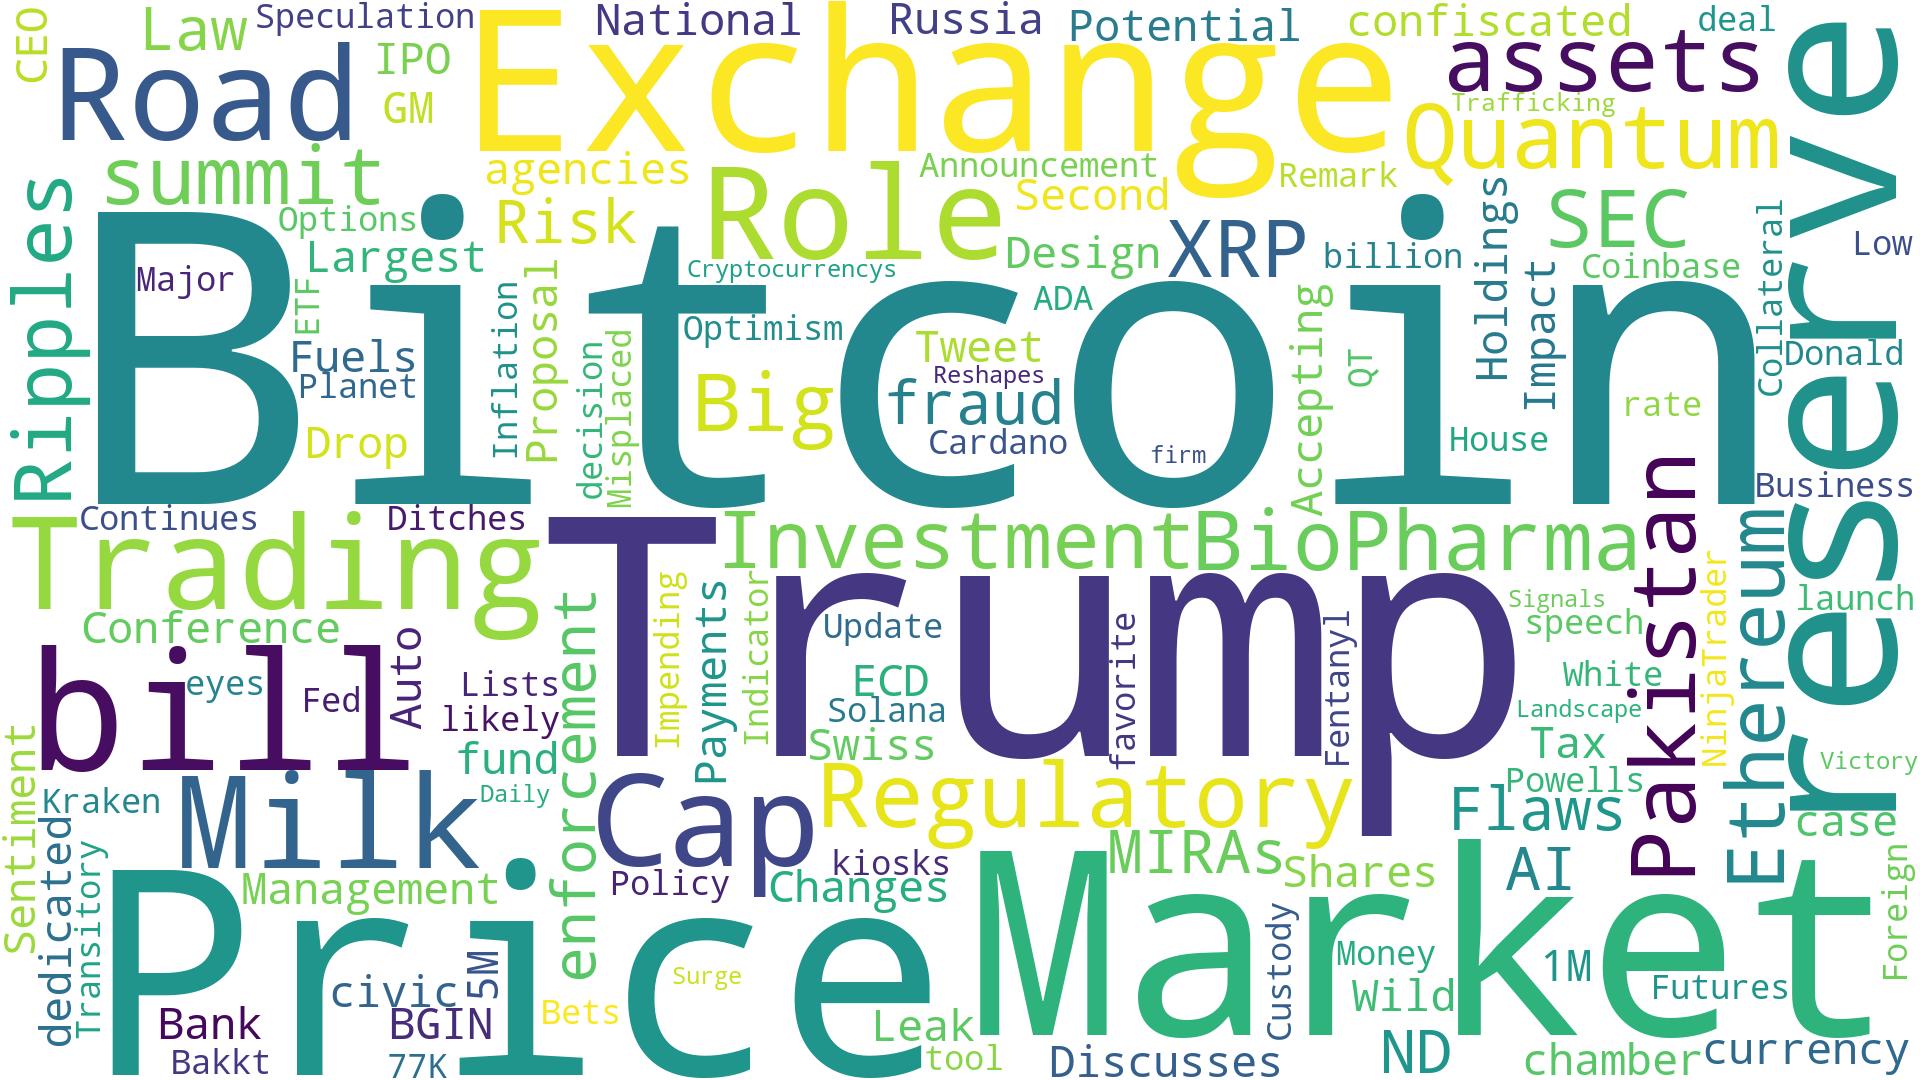 CEO
Law
Speculation
National
Russia
Potential
confiscated
deal
Road
IPO
GM
Exchange
assets
Trafficking
Quantum
reserve
summit
agencies
Announcement
Second
Remark
Ripples
Options
Risk
Role
Design
XRP
billion
Holdings
SEC
Collateral
Low
Largest
Cryptocurrencys
Coinbase
Major
ETF
Bitcoin
Inflation
Proposal
ADA
Impact
Fuels
Planet
decision
Misplaced
Optimism
Tweet
Reshapes
Accepting
QT
Donald
Drop
Big
fraud
Cardano
firm
House
rate
Business
Continues
Ditches
Trading
Trump
Investment
BioPharma
Pakistan
Ethereum
NinjaTrader
Conference
enforcement
Impending
Payments
Indicator
Update
favorite
Fentanyl
Signals
speech
launch
bill
eyes
Fed
Auto
Lists
likely
ECD
Solana
White
Landscape
fund
Swiss
Tax
Victory
Sentiment
Kraken
Milk
Daily
Cap
Regulatory
Powells
Flaws
case
dedicated
Transitory
Management
Policy
kiosks
Changes
MIRAs
Shares
AI
Foreign
Price
Market
civic
5M
Surge
Custody
Money
1M
Bank
BGIN
Bets
Leak
Wild
Futures
Bakkt
77K
tool
Discusses
ND
chamber
currency